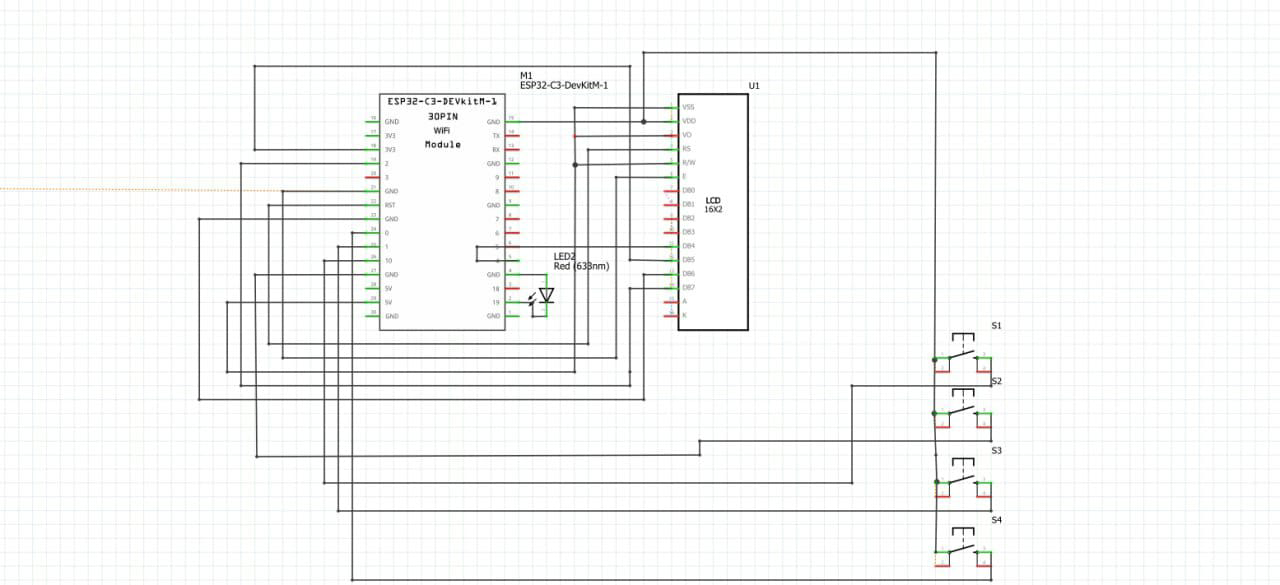 M1
ESP32-C3-DevKitM-1
U1
ESP32-C3-DEVkitM-1
30PIN
WiFi
Module
GND
3V3
3V3
2
3
GND
RST
GND
0
1
10
GND
5V
5V
GND
GND
TX
RX
GND
9
8
GND
7
6
5
4
GND
18
19
GND
LED2
Red (633nm)
VSS
VDD
VO
RS
R/W
E
DB0
DB1
DB2
DB3
DB4
DB5
DB6
DB7
A
K
LCD
16X2
S1
S2
S3
S4